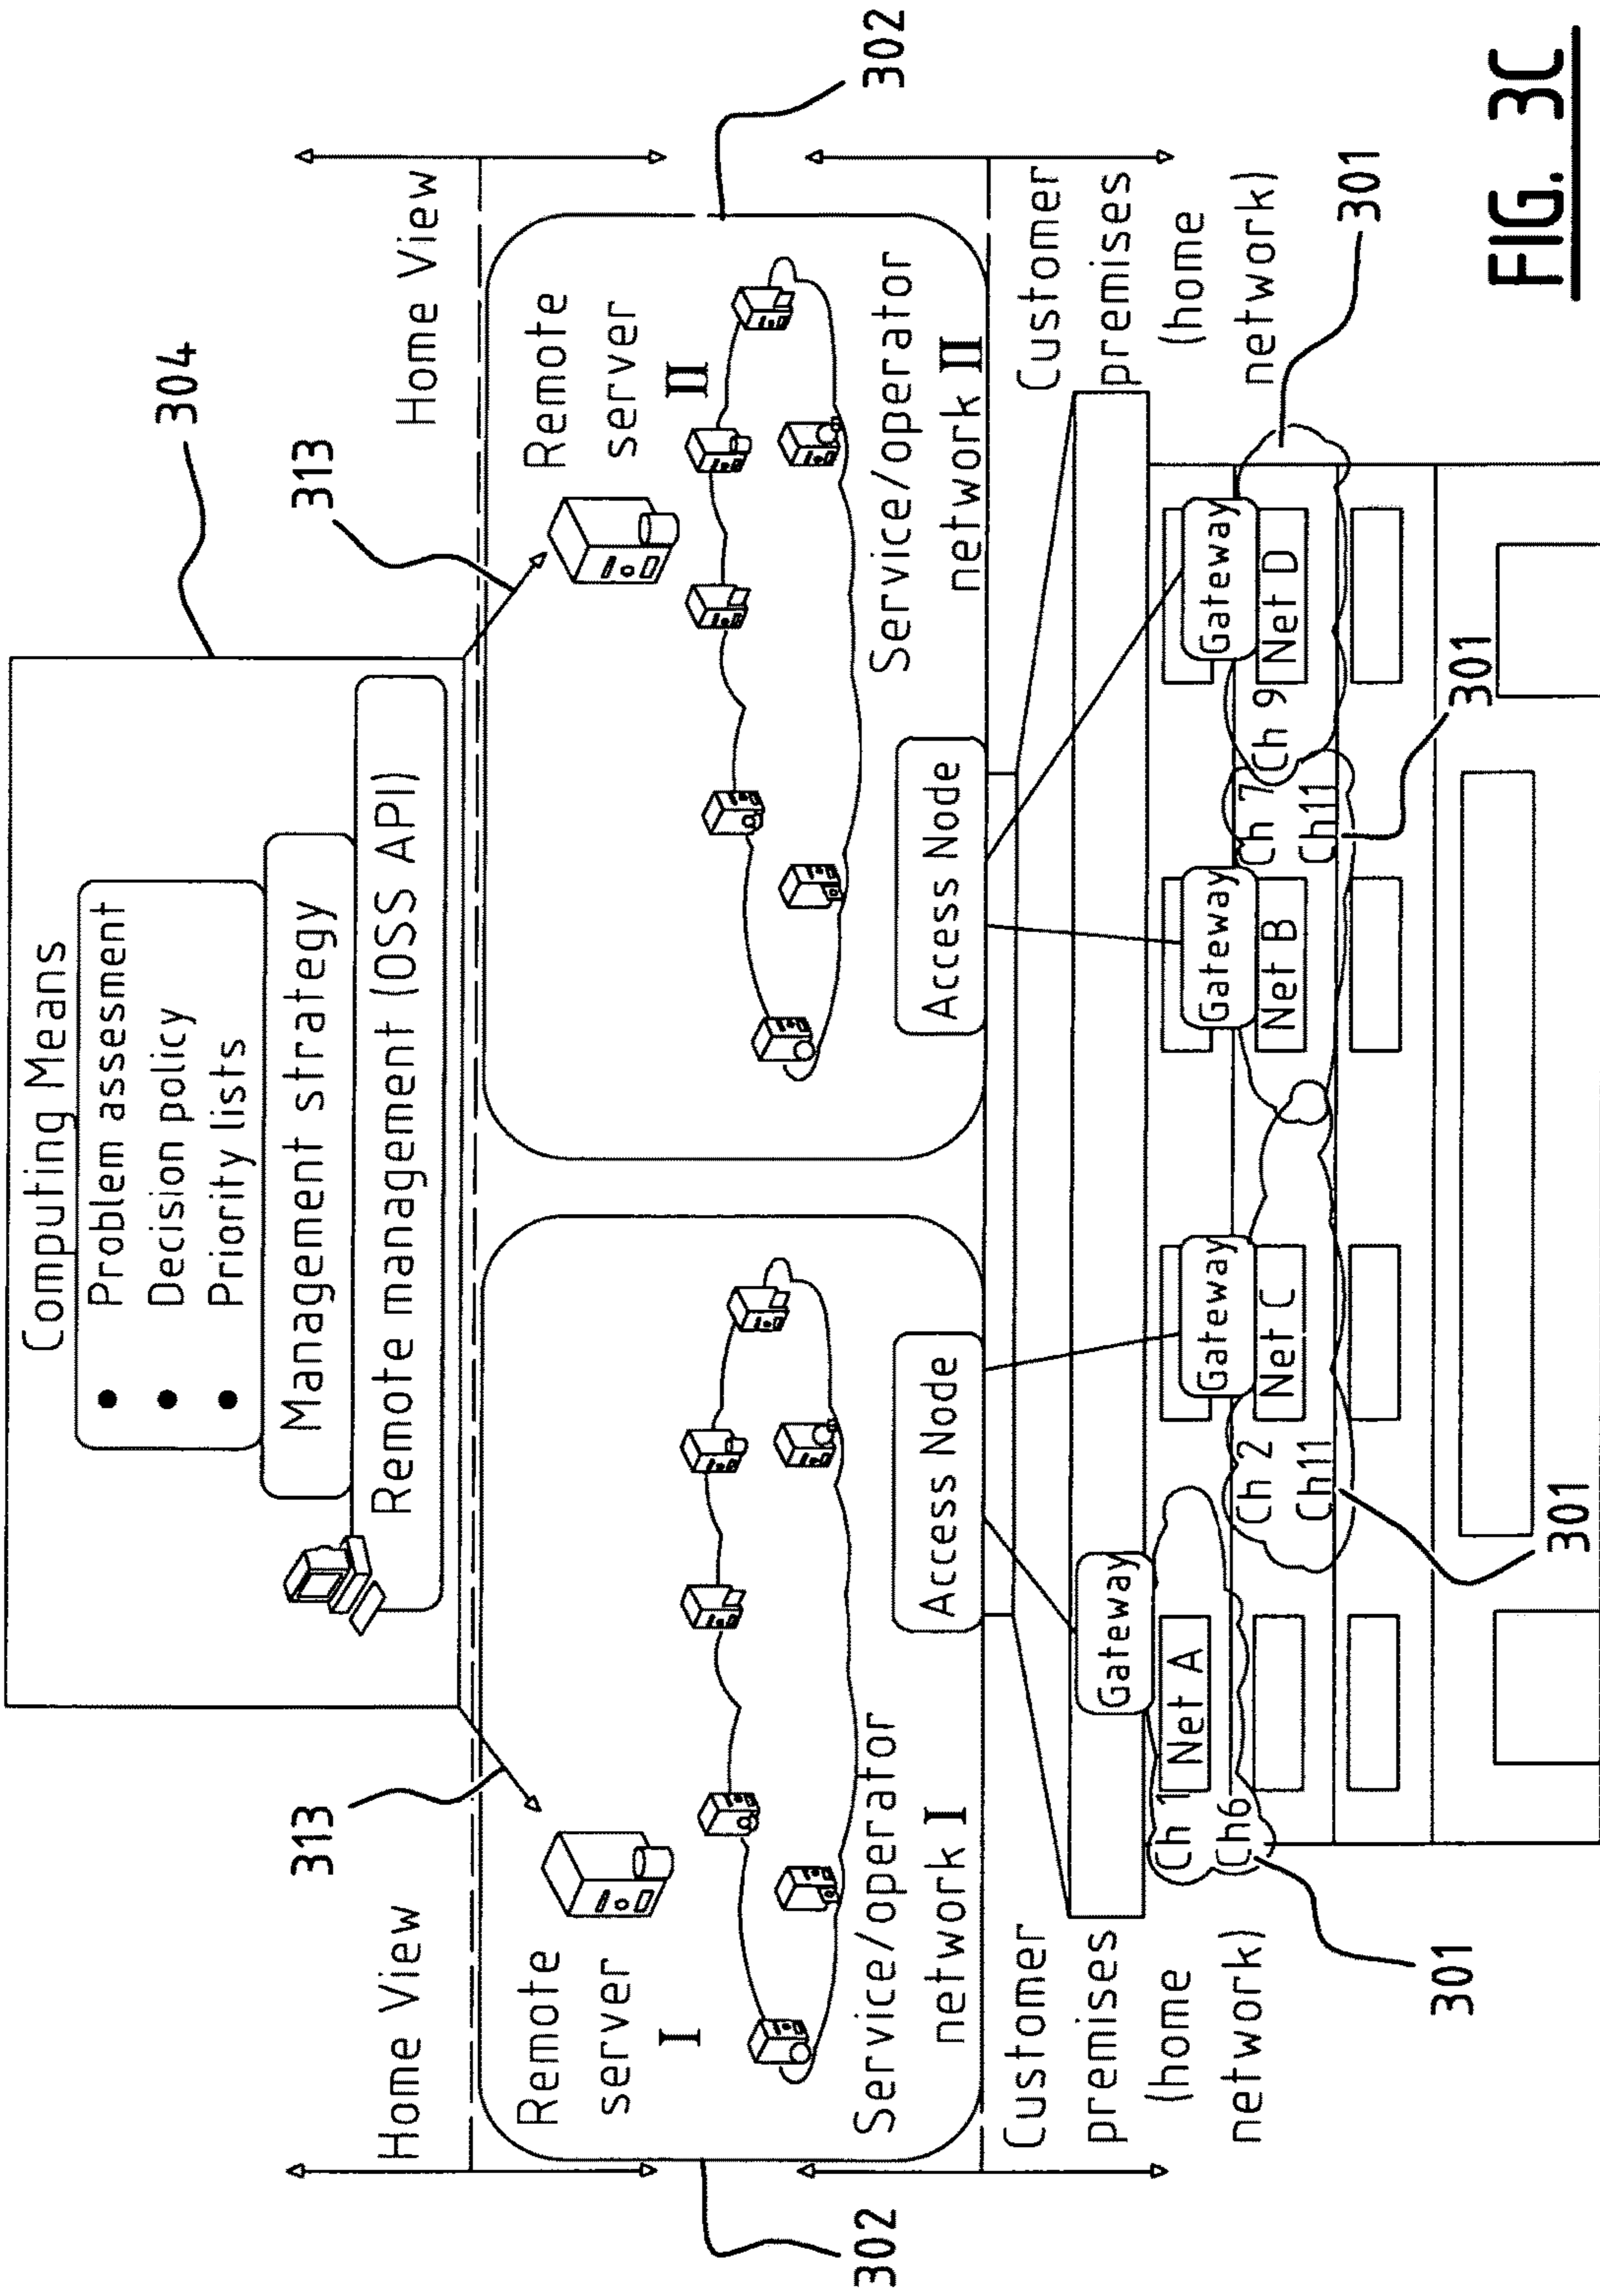 Computing Means
Problem assessment
Decision policy
Priority lists
Management strategy
Remote management (OSS API)
304
313
313
Home View
Home View
Remote
server
I
Service/operator
network I
Remote
server
II
Service/operator
network II
302
302
Access Node
Access Node
Customer
premises
(home
network)
Customer
premises
(home
network)
Gateway
Net A
Ch 1
Ch6
Gateway
Net C
Ch 2
Ch11
Gateway
Net B
Ch 7
Ch11
Gateway
Net D
Ch 9
301
301
301
301
FIG. 3C